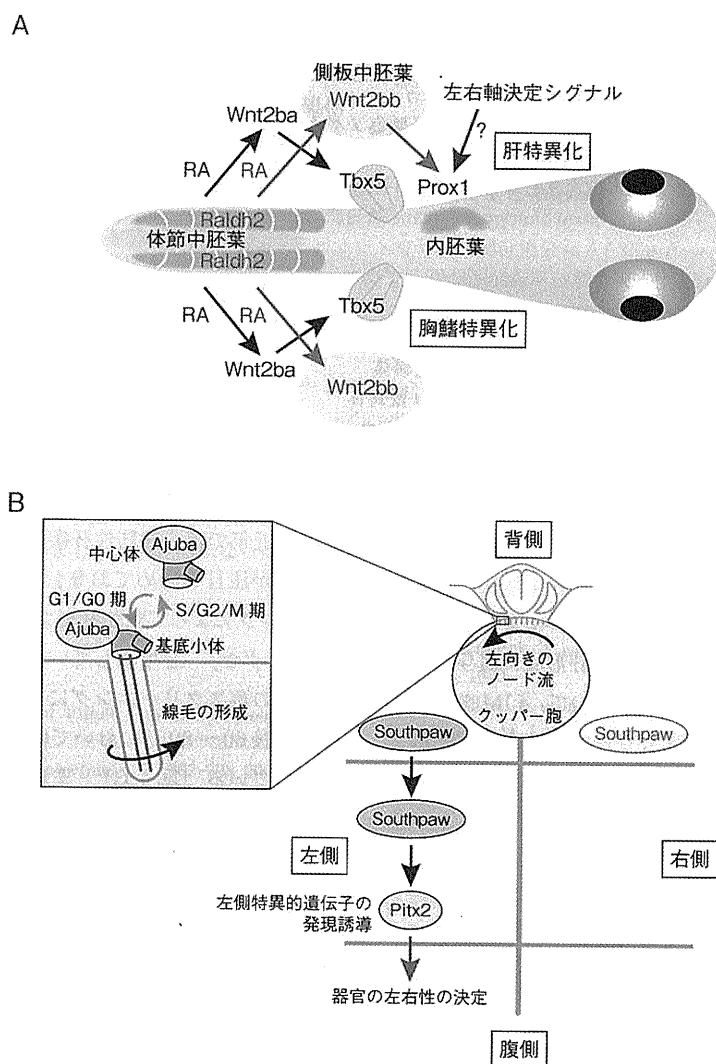 A
側板中胚葉
Wnt2bb
左右軸決定シグナル
Wnt2ba
?
肝特異化
RA
RA
Tbx5
Prox1
Raldh2
体節中胚葉
内胚葉
Raldh2
RA
RA
Tbx5
胸鰭特異化
Wnt2ba
Wnt2bb
B
中心体
Ajuba
背側
G1/G0 期
S/G2/M 期
Ajuba
基底小体
左向きの
ノード流
線毛の形成
クッパー胞
Southpaw
Southpaw
Southpaw
左側
右側
左側特異的遺伝子の
発現誘導
Pitx2
器官の左右性の決定
腹側